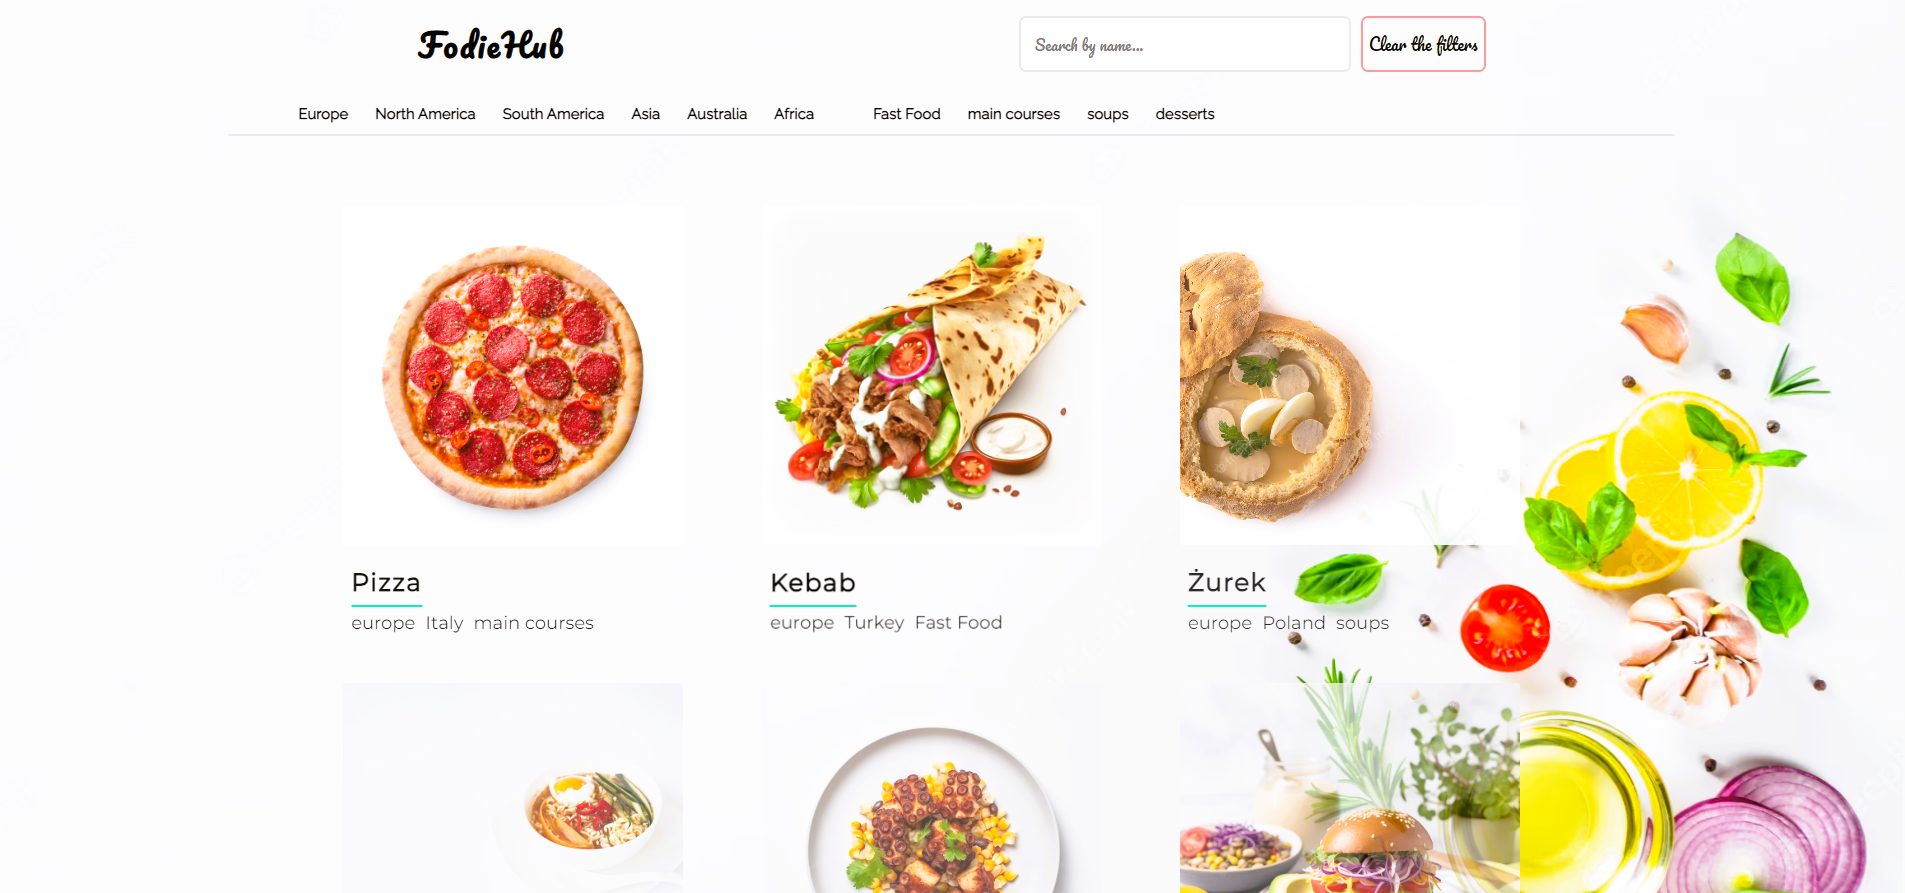 FodieHub
Search by name...
Clear the filters
Europe North America South America Asia Australia Africa Fast Food main courses soups desserts
Pizza
europe Italy main courses
Kebab
europe Turkey Fast Food
Żurek
europe Poland soups